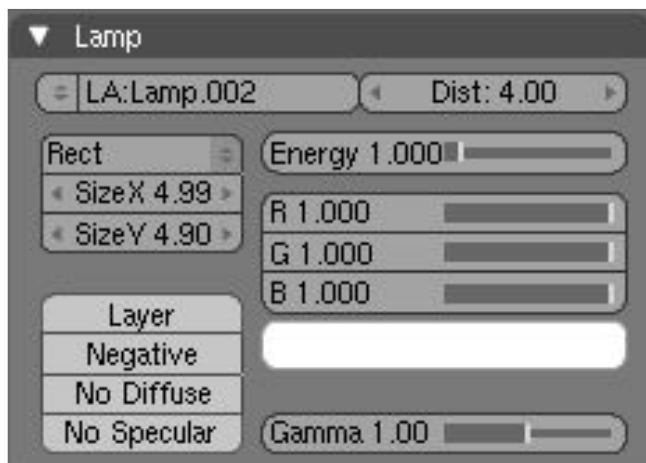 Lamp
LA:Lamp.002
Dist: 4.00
Rect
SizeX 4.99
SizeY 4.90
Energy 1.000
R 1.000
G 1.000
B 1.000
Layer
Negative
No Diffuse
No Specular
Gamma 1.00